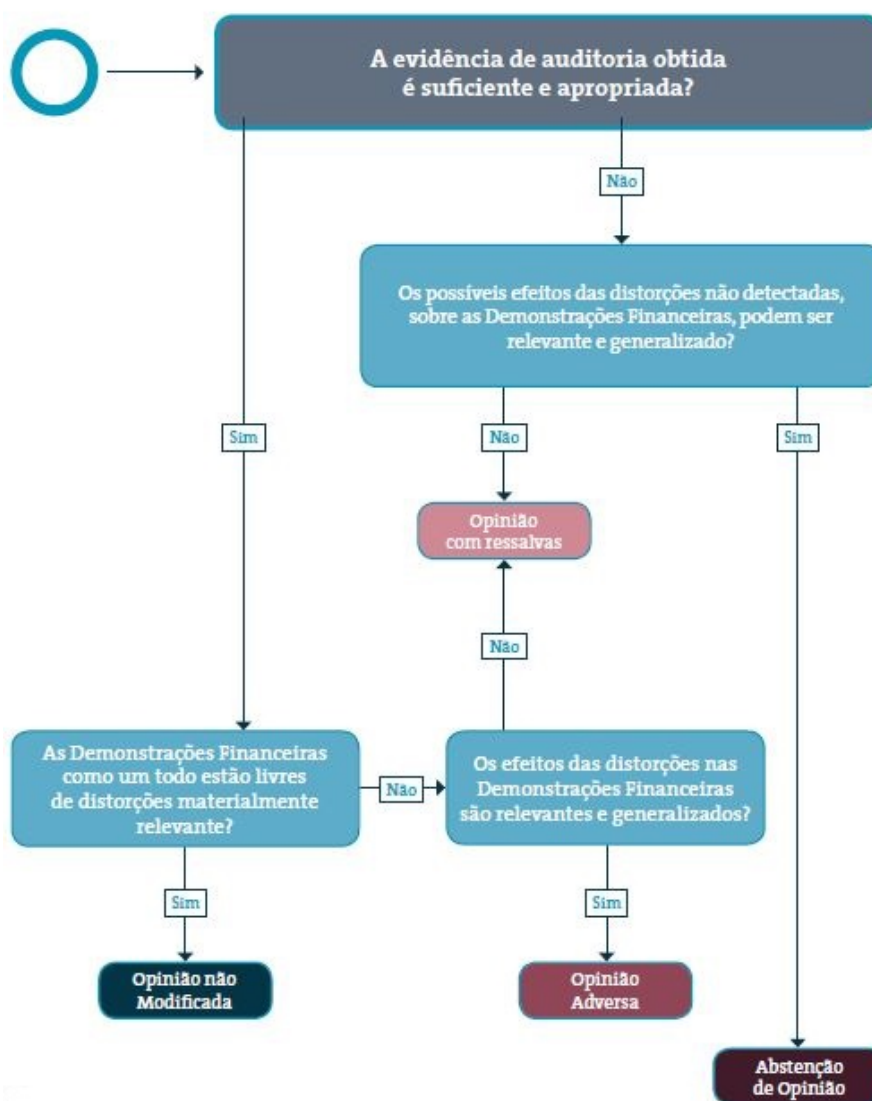 A evidência de auditoria obtida
é suficiente e apropriada?
Não
Os possíveis efeitos das distorções não detectadas,
sobre as Demonstrações Financeiras, podem ser
relevante e generalizado?
Sim
Não
Sim
Opinião
com ressalvas
Não
As Demonstrações Financeiras
como um todo estão livres
de distorções materialmente
relevante?
Não
Os efeitos das distorções nas
Demonstrações Financeiras
são relevantes e generalizados?
Sim
Sim
Opinião não
Modificada
Opinião
Adversa
Abstenção
de Opinião